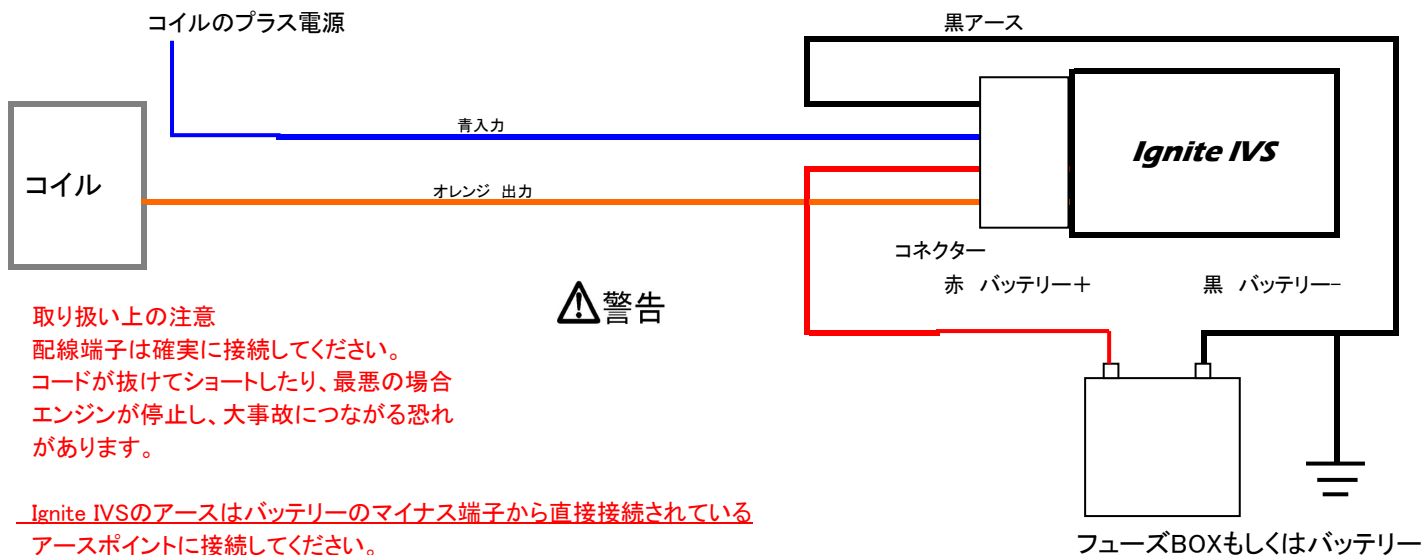 コイルのプラス電源
黒アース
青入力
Ignite IVS
コイル
オレンジ 出力
コネクター
赤 バッテリー＋
黒 バッテリー-
警告
取り扱い上の注意
配線端子は確実に接続してください。
コードが抜けてショートしたり、最悪の場合
エンジンが停止し、大事故につながる恐れ
があります。
Ignite IVSのアースはバッテリーのマイナス端子から直接接続されている
アースポイントに接続してください。
フューズBOXもしくはバッテリー